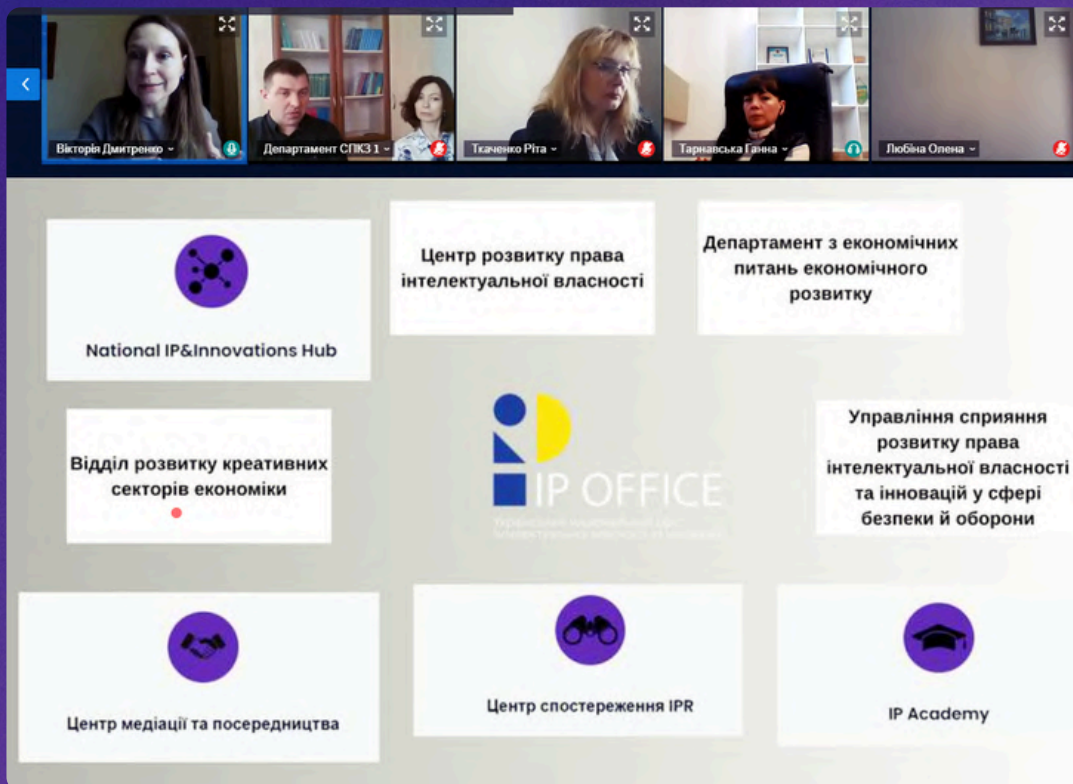 Вікторія Дмитренко
Департамент СПІКЗ 1
Ткаченко Ріта
Тарнавська Ганна
Любіна Олена
National IP&Innovations Hub
Центр розвитку права
інтелектуальної власності
Департамент з економічних
питань економічного
розвитку
Відділ розвитку креативних
секторів економіки
IP OFFICE
Управління сприяння
розвитку права
інтелектуальної власності
та інновацій у сфері
безпеки й оборони
Центр медіації та посередництва
Центр спостереження IPR
IP Academy